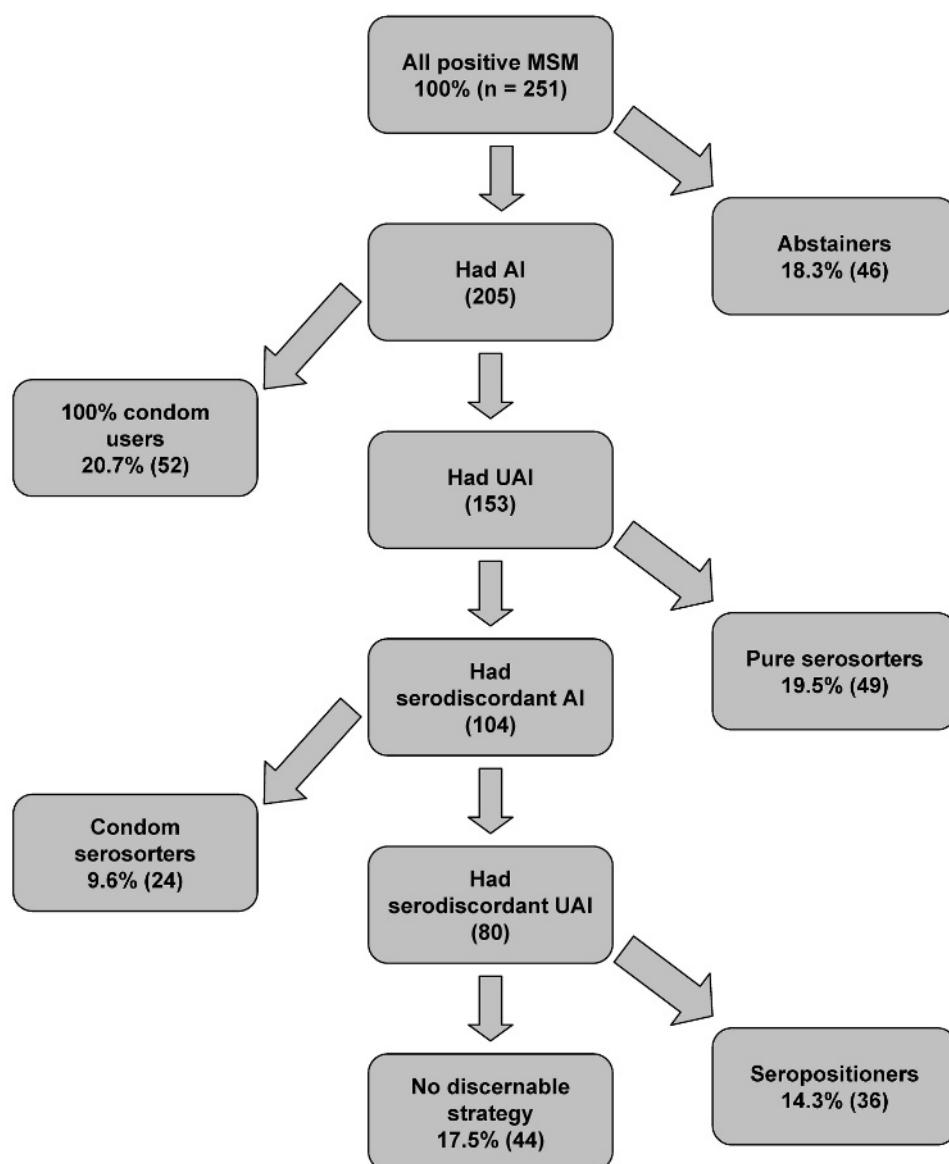 All positive MSM
100% (n = 251)
Abstainers
18.3% (46)
Had AI
(205)
100% condom
users
20.7% (52)
Had UAI
(153)
Pure serosorters
19.5% (49)
Had
serodiscordant AI
(104)
Condom
serosorters
9.6% (24)
Had
serodiscordant UAI
(80)
Seropositioners
14.3% (36)
No discernable
strategy
17.5% (44)